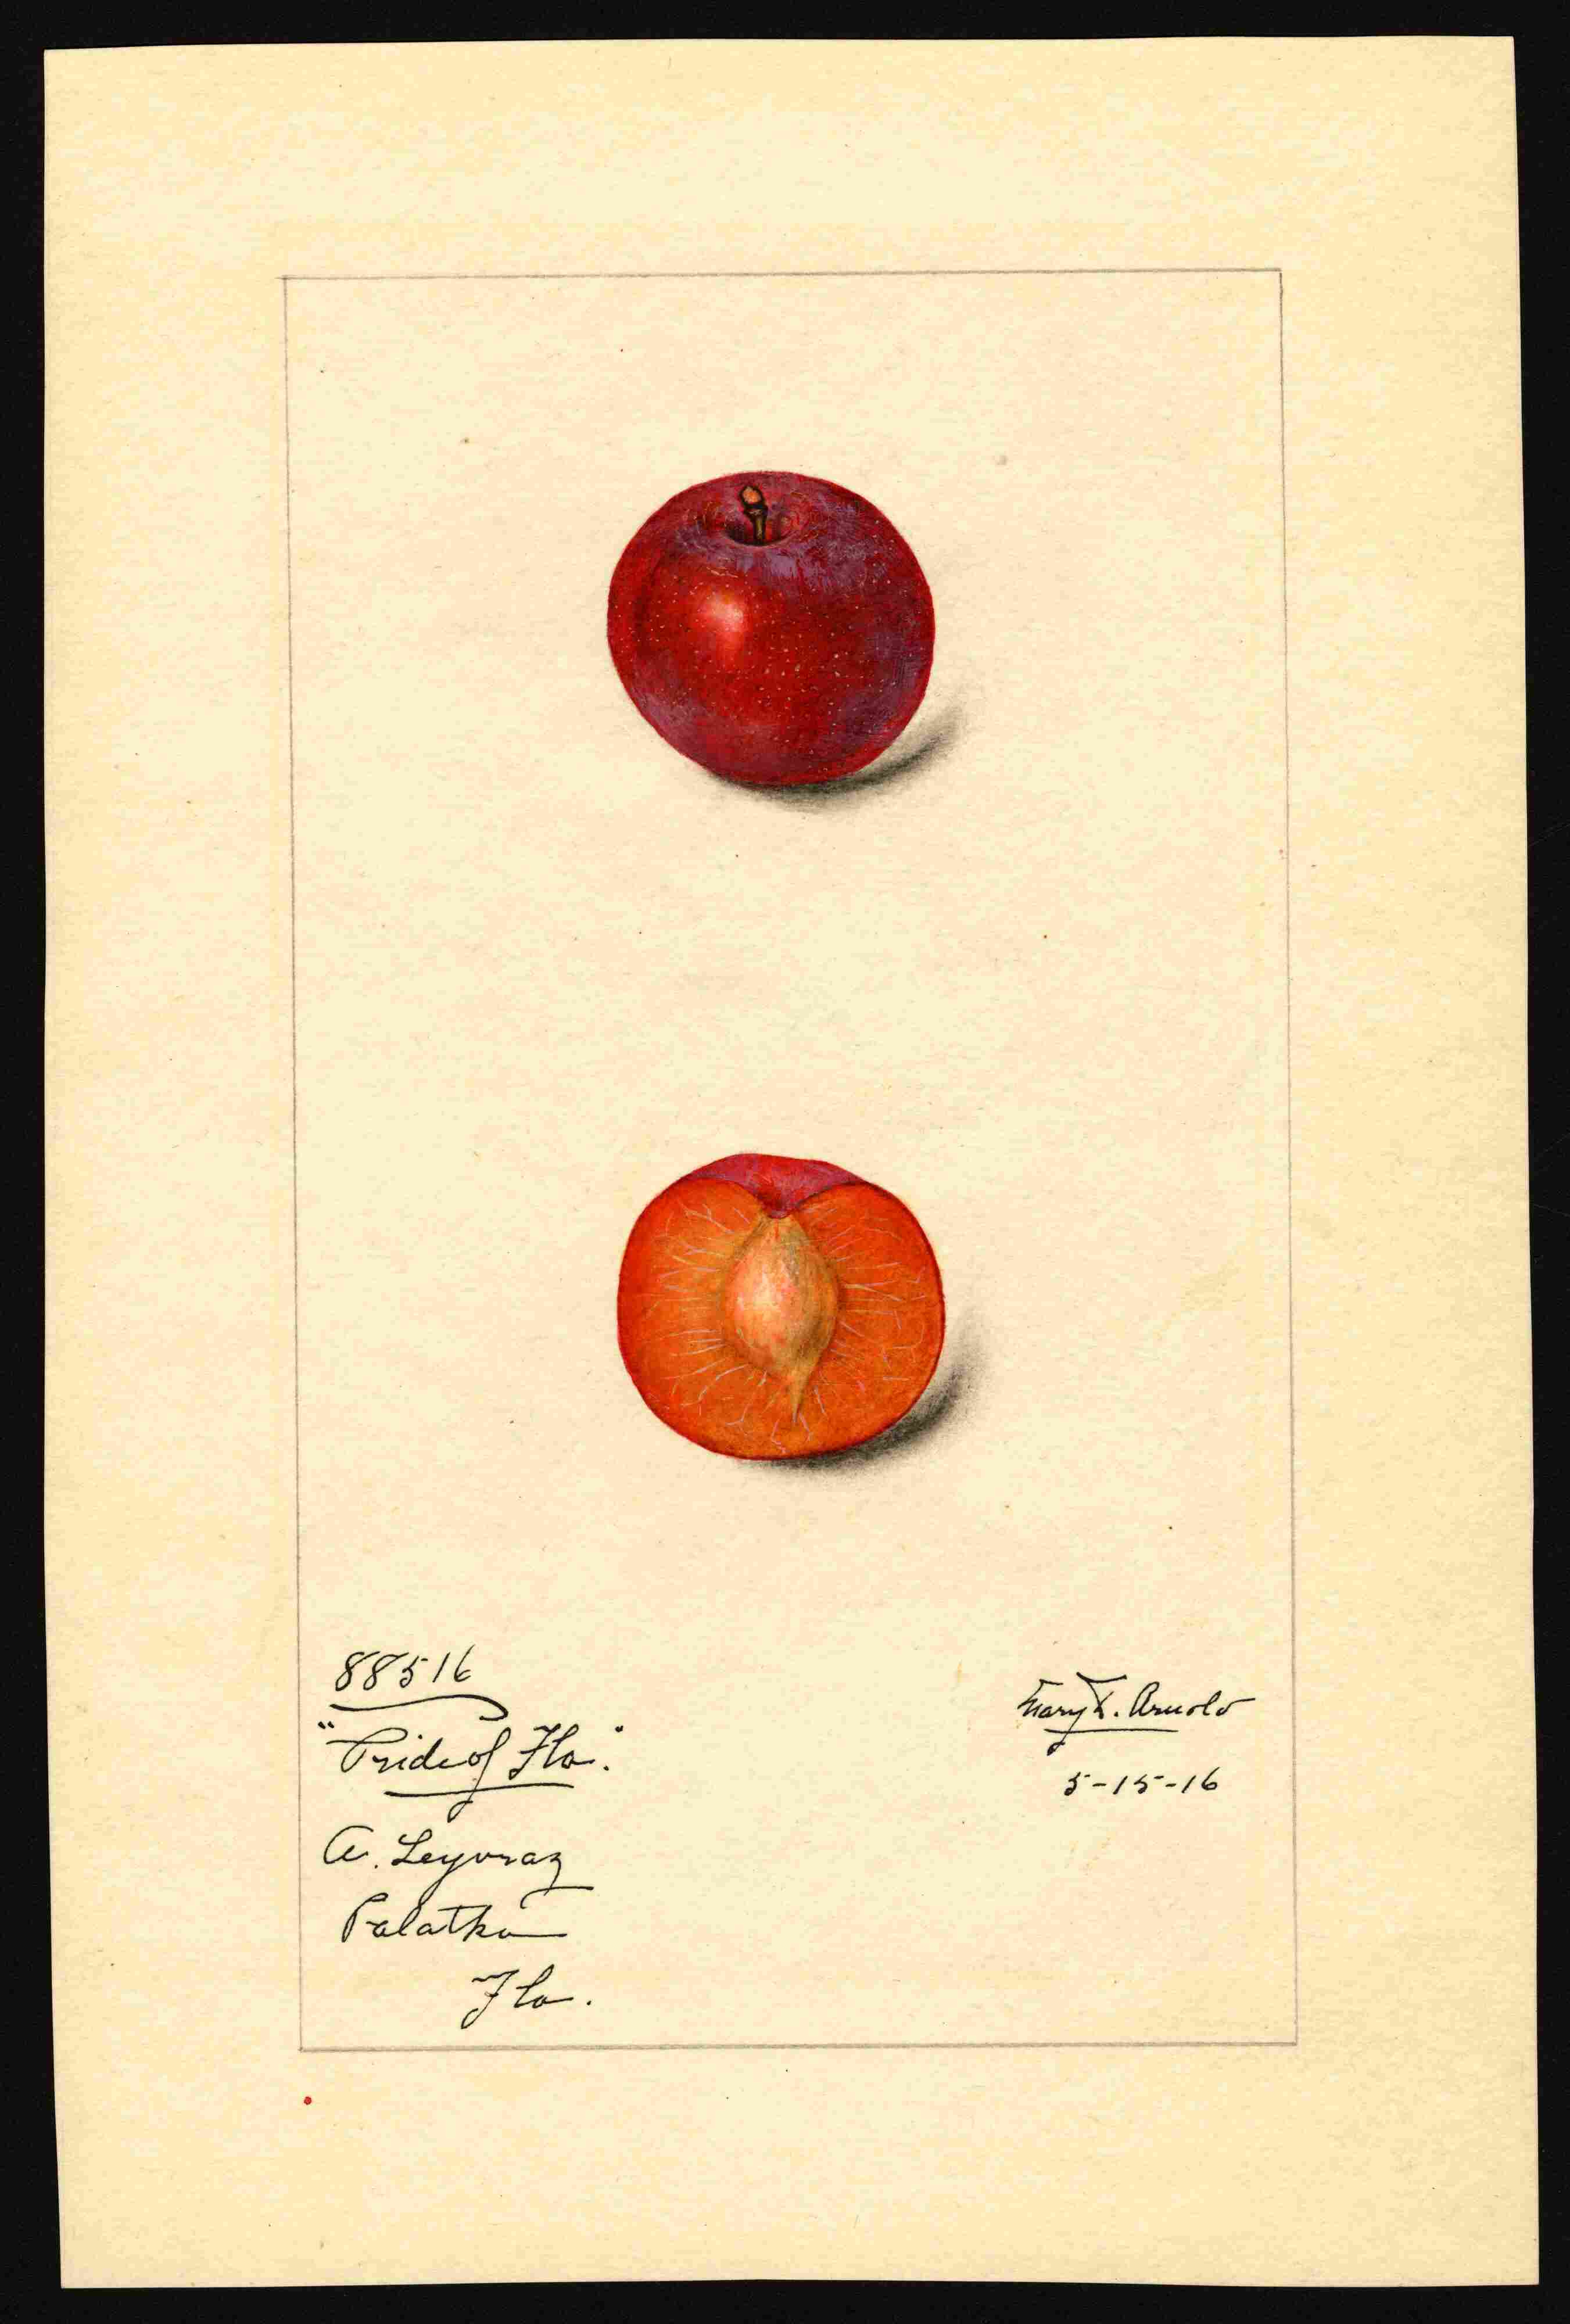 88516
"Pride of Fla."
A. Leyvraz
Palatka
Fla.
Mary D. Arnold
5-15-16